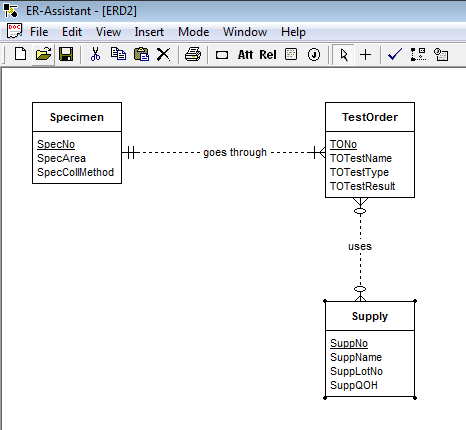 ER-Assistant - [ERD2]
File Edit View Insert Mode Window Help
Att Rel
Specimen
SpecNo
SpecArea
SpecCollMethod
goes through
TestOrder
TONo
TOTestName
TOTestType
TOTestResult
uses
Supply
SuppNo
SuppName
SuppLotNo
SuppQOH